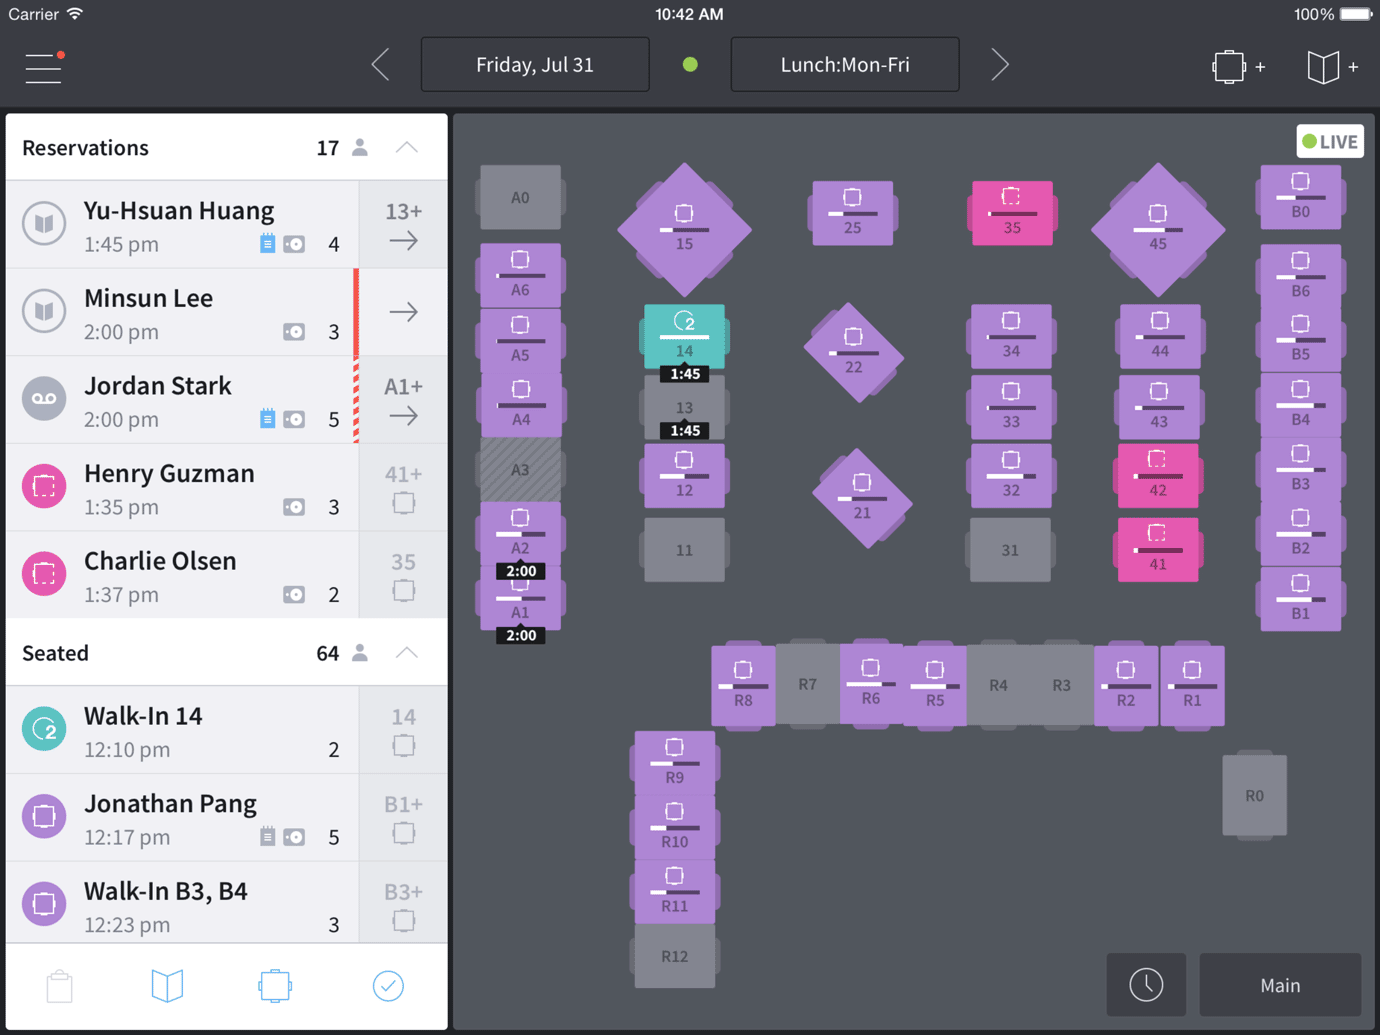 Carrier
10:42 AM
100%
Friday, Jul 31
Lunch:Mon-Fri
+
+
Reservations 17
Yu-Hsuan Huang 13+
1:45 pm 4
Minsun Lee
2:00 pm 3
Jordan Stark A1+
2:00 pm 5
Henry Guzman 41+
1:35 pm 3
Charlie Olsen 35
1:37 pm 2
Seated 64
2
Walk-In 14 14
12:10 pm 2
Jonathan Pang B1+
12:17 pm 5
Walk-In B3, B4 B3+
12:23 pm 3
LIVE
A0
15
25
35
45
B0
A6
B6
2
14
1:45
22
34
44
A5
B5
13
1:45
33
43
A4
B4
A3
12
21
32
42
B3
A2
2:00
11
31
41
B2
A1
2:00
B1
R8
R7
R6
R5
R4
R3
R2
R1
R9
R0
R10
R11
R12
Main